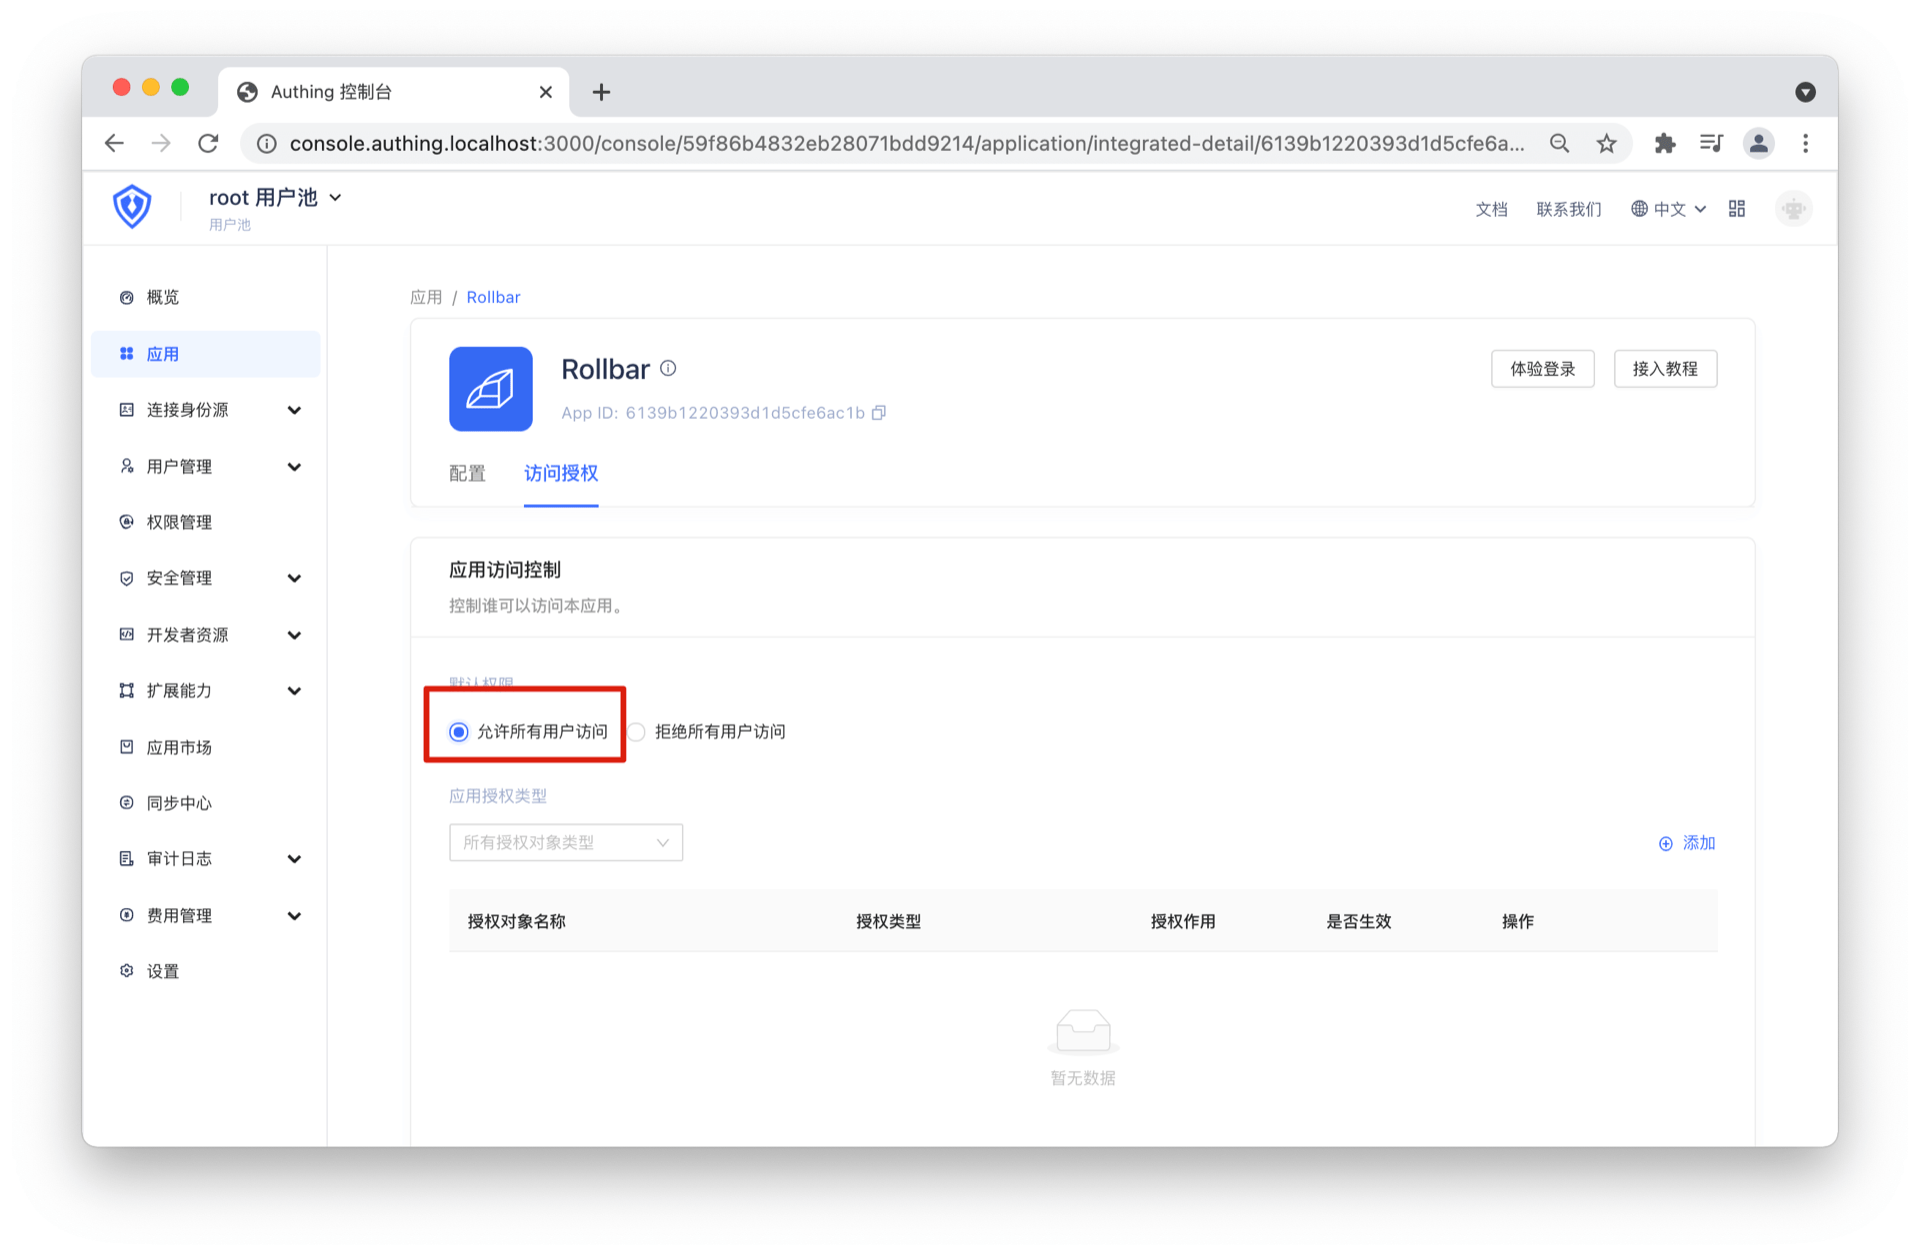 Authing 控制台
console.authing.localhost:3000/console/59f86b4832eb28071bdd9214/application/integrated-detail/6139b1220393d1d5cfe6a...
root 用户池
用户池
文档
联系我们
中文
概览
应用
连接身份源
用户管理
权限管理
安全管理
开发者资源
扩展能力
应用市场
同步中心
审计日志
费用管理
设置
应用 / Rollbar
Rollbar
App ID: 6139b1220393d1d5cfe6ac1b
体验登录
接入教程
配置
访问授权
应用访问控制
控制谁可以访问本应用。
默认权限
允许所有用户访问
拒绝所有用户访问
应用授权类型
所有授权对象类型
添加
授权对象名称 授权类型 授权作用 是否生效 操作
暂无数据